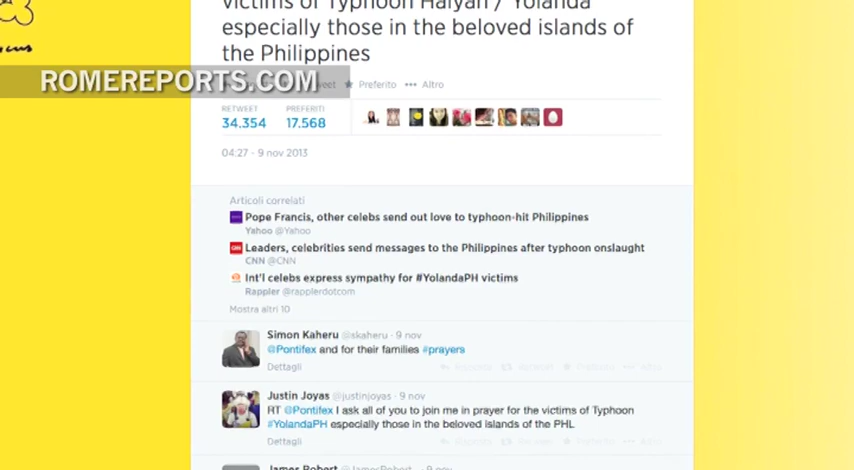 victims of Typhoon Haiyan / Yolanda
especially those in the beloved islands of
the Philippines
ROMEREPORTS.COM
Preferito ••• Altro
RETWEET PREFERITI
34.354 17.568
04:27 - 9 nov 2013
Articoli correlati
Pope Francis, other celebs send out love to typhoon-hit Philippines
Yahoo @Yahoo
Leaders, celebrities send messages to the Philippines after typhoon onslaught
CNN @CNN
Int'l celebs express sympathy for #YolandaPH victims
Rappler @rapplerdotcom
Mostra altri 10
Simon Kaheru @skaheru · 9 nov
@Pontifex and for their families #prayers
Dettagli
Justin Joyas @justinjoyas · 9 nov
RT @Pontifex I ask all of you to join me in prayer for the victims of Typhoon
#YolandaPH especially those in the beloved islands of the PHL
Dettagli
James Robert @JamesRobert_ · 9 nov